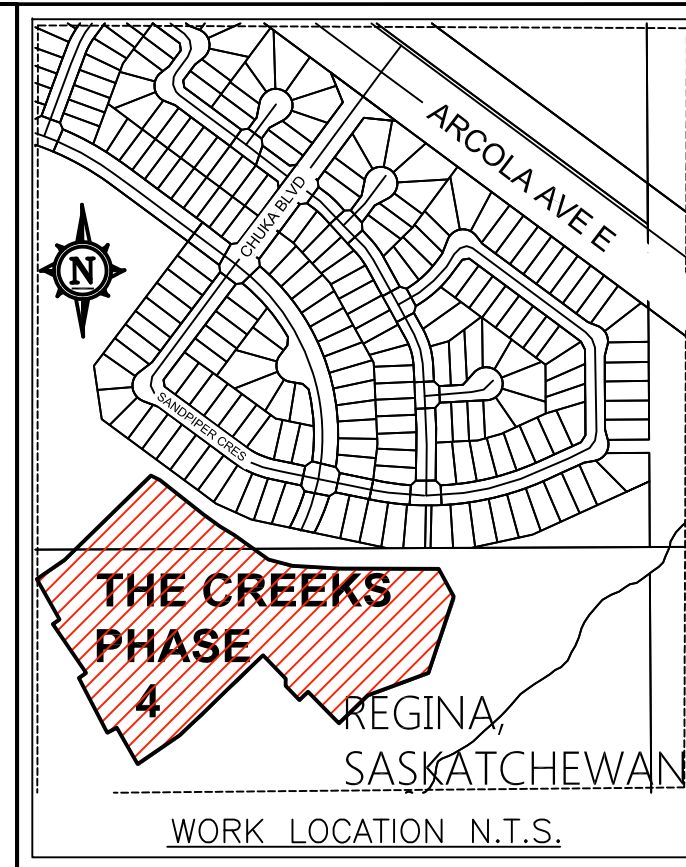 ARCOLA AVE E
CHUKA BLVD
N
SANDPIPER CRES
THE CREEKS
PHASE
4
REGINA,
SASKATCHEWAN
WORK LOCATION N.T.S.